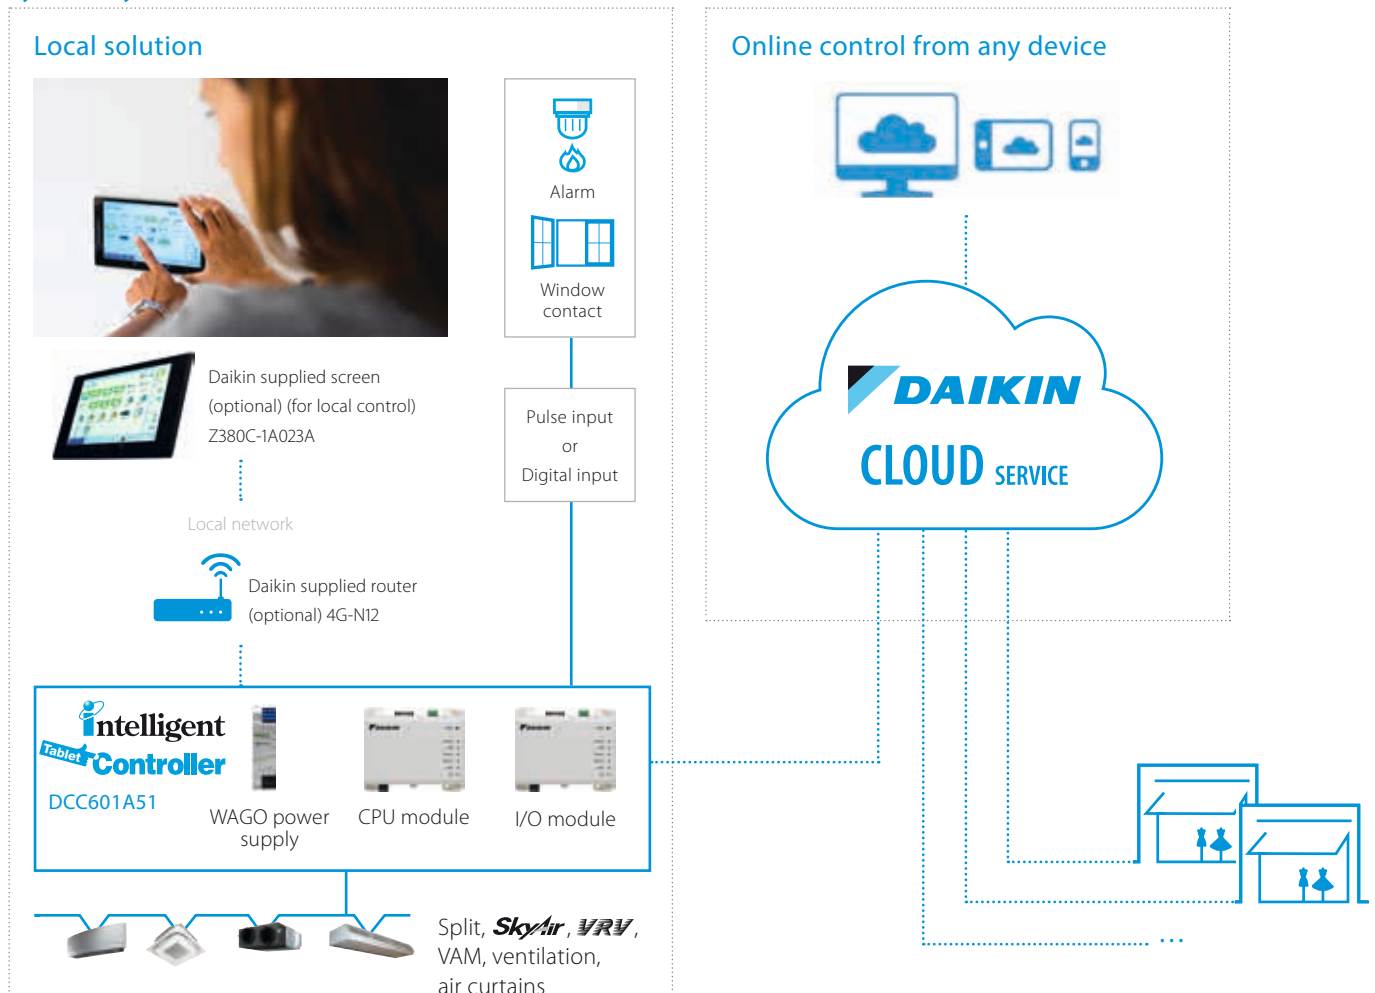 Local solution
Alarm
Window
contact
Daikin supplied screen
(optional) (for local control)
Z380C-1A023A
Pulse input
or
Digital input
Local network
Daikin supplied router
(optional) 4G-N12
intelligent
Tablet Controller
DCC601A51
WAGO power
supply
DAIKIN
CPU module
DAIKIN
I/O module
Split, SkyAir, VRV,
VAM, ventilation,
air curtains
Online control from any device
DAIKIN
CLOUD SERVICE
...